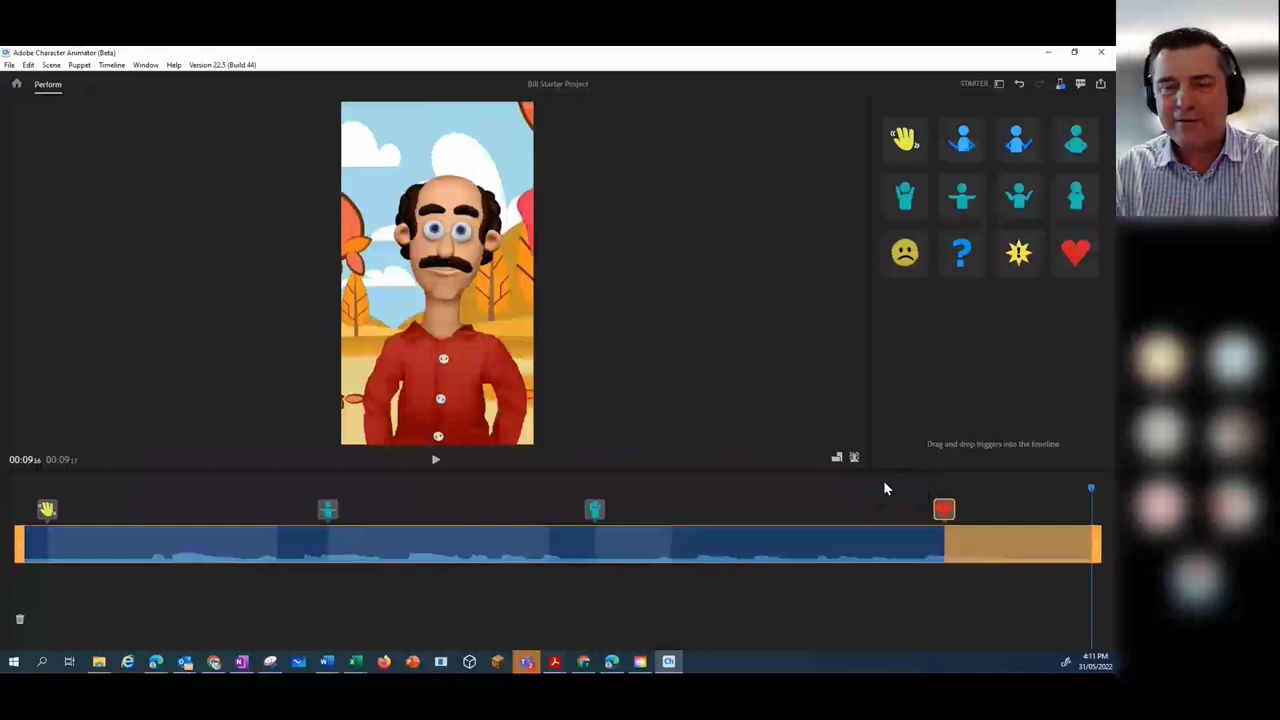 Adobe Character Animator (Beta)
File Edit Scene Puppet Timeline Window Help Version 22.5 (Build 44)
Perform
Bill Starter Project
STARTER
Drag and drop triggers into the timeline
00:09 16 00:09 17
4:11 PM
31/05/2022